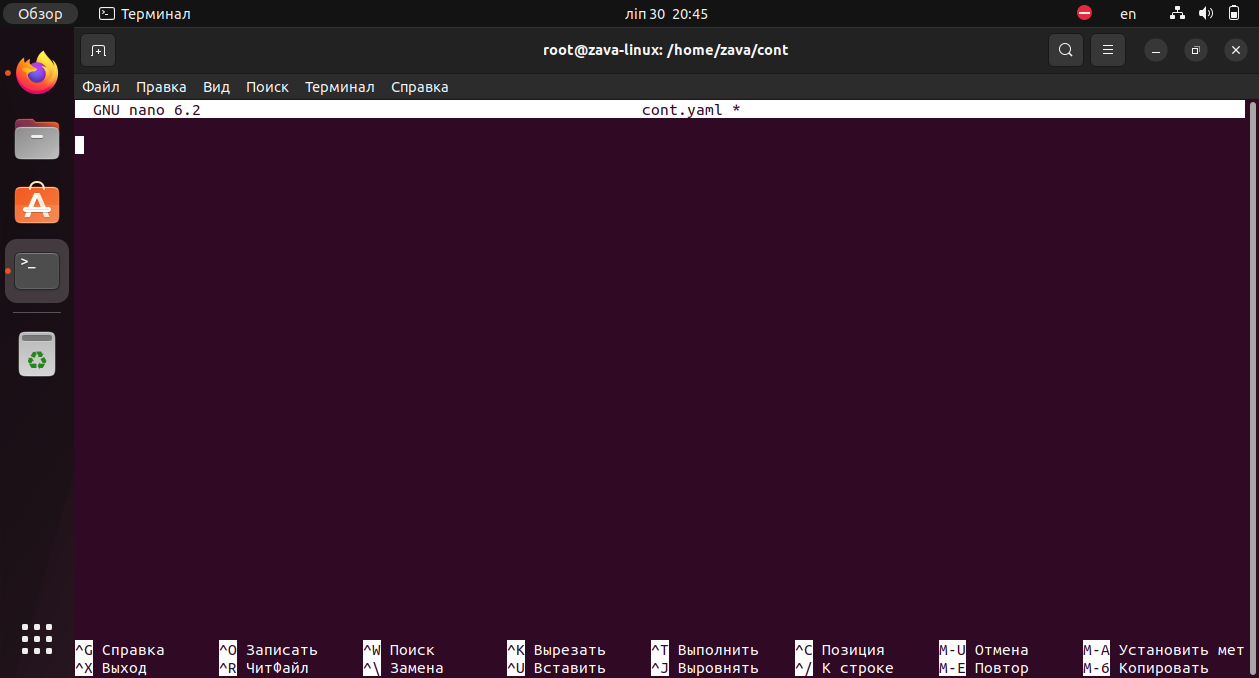 Обзор Терминал ліп 30 20:45 en
root@zava-linux: /home/zava/cont
Файл Правка Вид Поиск Терминал Справка
GNU nano 6.2 cont.yaml *
>_
^G Справка ^O Записать ^W Поиск ^K Вырезать ^T Выполнить ^C Позиция M-U Отмена M-A Установить мет
^X Выход ^R ЧитФайл ^\ Замена ^U Вставить ^J Выровнять ^/ К строке M-E Повтор M-6 Копировать